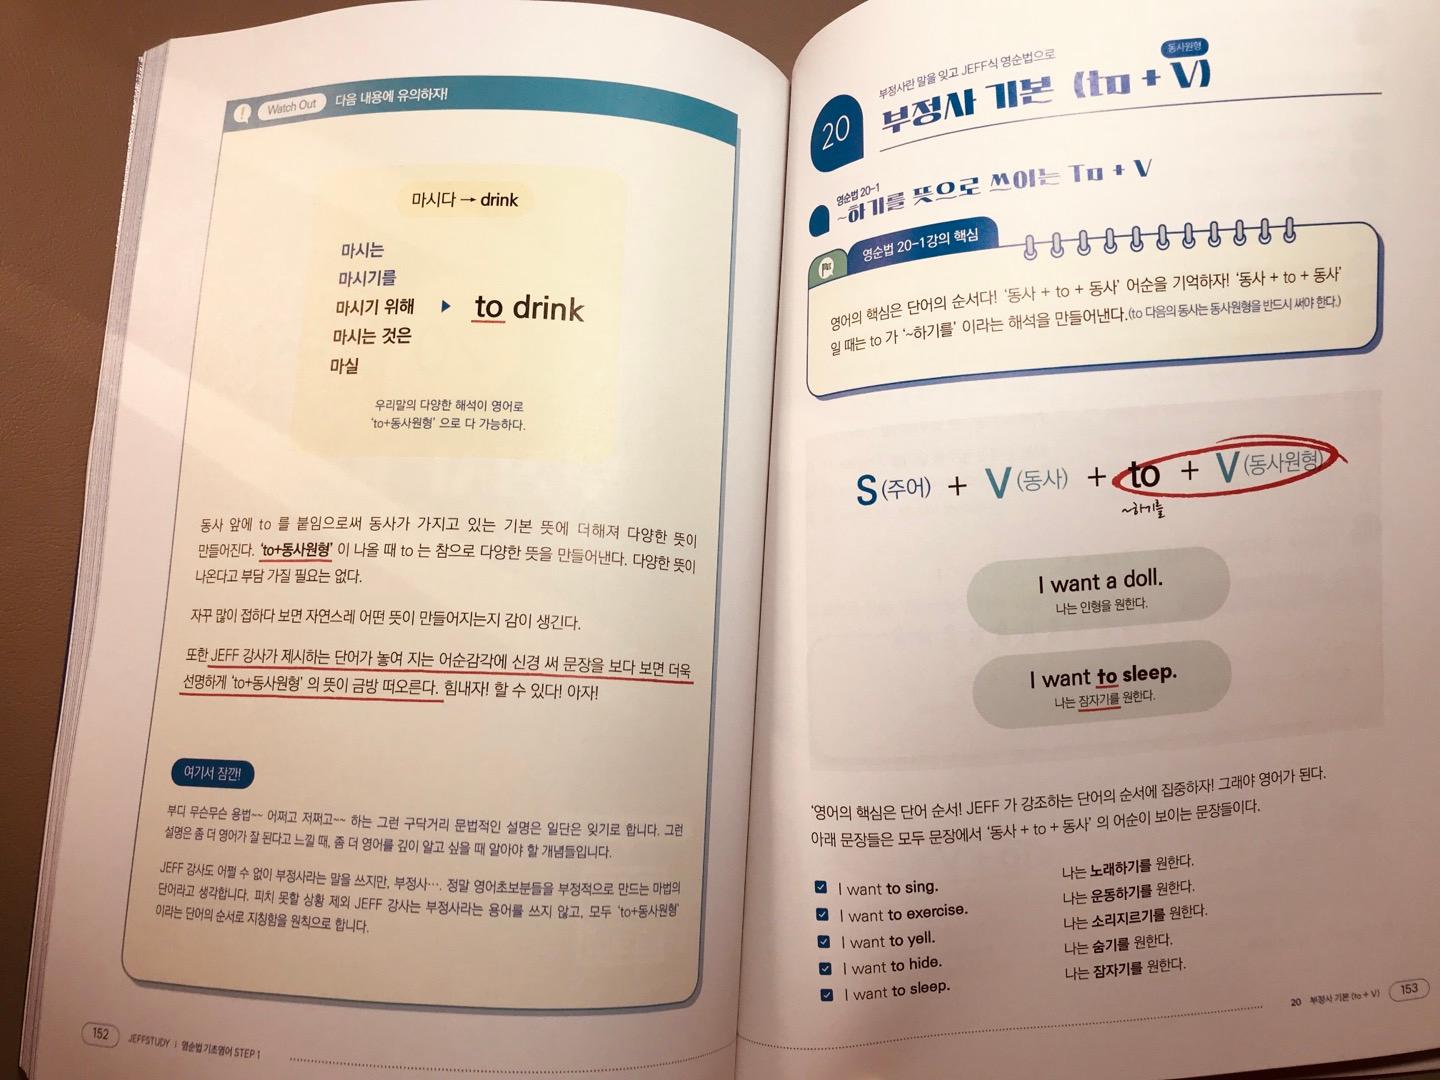 ! Watch Out 다음 내용에 유의하자!
마시다 → drink
마시는
마시기를
마시기 위해 ▶ to drink
마시는 것은
마실
우리말의 다양한 해석이 영어로
'to+동사원형' 으로 다 가능하다.
동사 앞에 to 를 붙임으로써 동사가 가지고 있는 기본 뜻에 더해져 다양한 뜻이
만들어진다. 'to+동사원형' 이 나올 때 to 는 참으로 다양한 뜻을 만들어낸다. 다양한 뜻이
나온다고 부담 가질 필요는 없다.
자꾸 많이 접하다 보면 자연스레 어떤 뜻이 만들어지는지 감이 생긴다.
또한 JEFF 강사가 제시하는 단어가 놓여 지는 어순감각에 신경 써 문장을 보다 보면 더욱
선명하게 'to+동사원형' 의 뜻이 금방 떠오른다. 힘내자! 할 수 있다! 아자!
여기서 잠깐!
부디 무슨무슨 용법~~ 어쩌고 저쩌고~~ 하는 그런 구닥거리 문법적인 설명은 일단은 잊기로 합니다. 그런
설명은 좀 더 영어가 잘 된다고 느낄 때, 좀 더 영어를 깊이 알고 싶을 때 알아야 할 개념들입니다.
JEFF 강사도 어쩔 수 없이 부정사라는 말을 쓰지만, 부정사…. 정말 영어초보분들을 부정적으로 만드는 마법의
단어라고 생각합니다. 피치 못할 상황 제외 JEFF 강사는 부정사라는 용어를 쓰지 않고, 모두 'to+동사원형'
이라는 단어의 순서로 지칭함을 원칙으로 합니다.
152 JEFFSTUDY | 영순법 기초영어 STEP 1
부정사란 말을 잊고 JEFF식 영순법으로
동사원형
20 부정사 기본 (to + V)
영순법 20-1
~하기를 뜻으로 쓰이는 To + V
영순법 20-1강의 핵심
영어의 핵심은 단어의 순서다! '동사 + to + 동사' 어순을 기억하자! '동사 + to + 동사'
일 때는 to 가 '~하기를' 이라는 해석을 만들어낸다.(to 다음의 동사는 동사원형을 반드시 써야 한다.)
S(주어) + V(동사) + to + V(동사원형)
~하기를
I want a doll.
나는 인형을 원한다.
I want to sleep.
나는 잠자기를 원한다.
'영어의 핵심은 단어 순서! JEFF 가 강조하는 단어의 순서에 집중하자! 그래야 영어가 된다.
아래 문장들은 모두 문장에서 '동사 + to + 동사' 의 어순이 보이는 문장들이다.
I want to sing. 나는 노래하기를 원한다.
I want to exercise. 나는 운동하기를 원한다.
I want to yell. 나는 소리지르기를 원한다.
I want to hide. 나는 숨기를 원한다.
I want to sleep. 나는 잠자기를 원한다.
20 부정사 기본 (to + V) 153